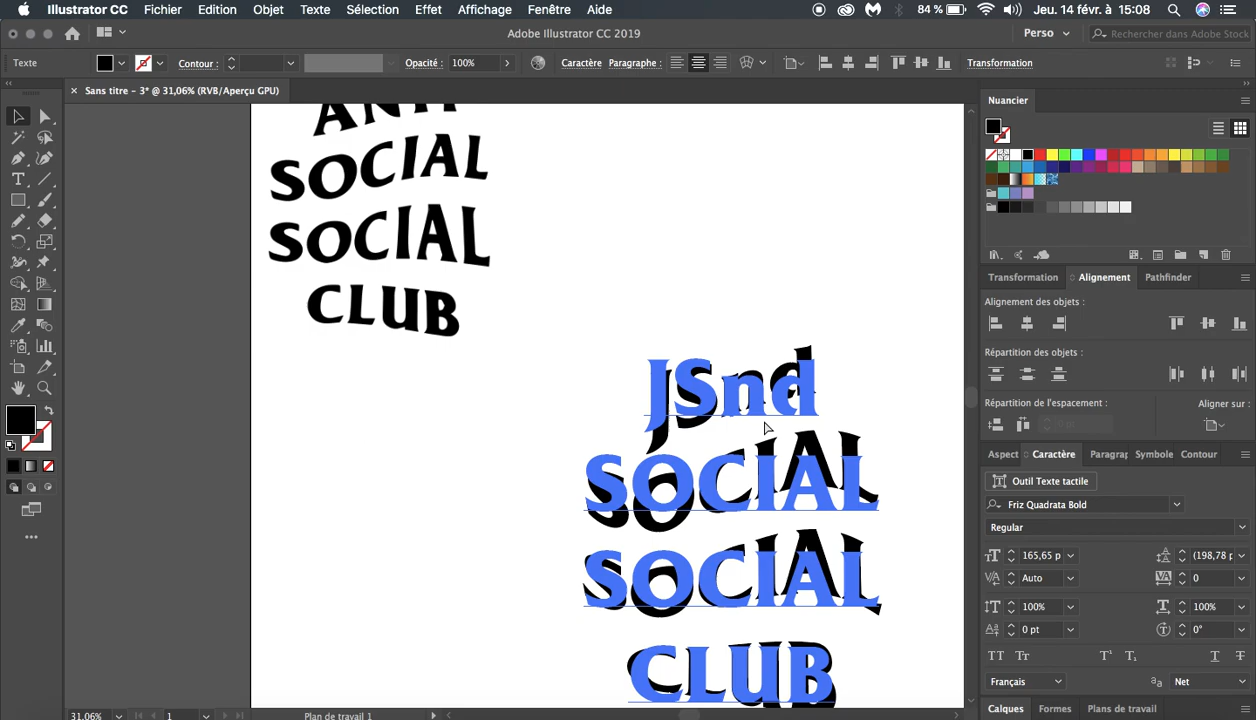 Illustrator CC Fichier Edition Objet Texte Sélection Effet Affichage Fenêtre Aide 84 % Jeu. 14 févr. à 15:08
Adobe Illustrator CC 2019 Perso Rechercher dans Adobe Stock
Texte Contour : Opacité : 100% Caractère Paragraphe : Transformation
Sans titre - 3* @ 31,06% (RVB/Aperçu GPU)
Nuancier
ANTI
SOCIAL
SOCIAL
CLUB
JSnd
SOCIAL
SOCIAL
CLUB
Transformation Alignement Pathfinder
Alignement des objets :
Répartition des objets :
Répartition de l'espacement : Aligner sur :
0 pt
Aspect Caractère Paragrap Symbole Contour
Outil Texte tactile
Friz Quadrata Bold
Regular
165,65 p (198,78 p
Auto 0
100% 100%
0 pt 0°
Français Net
Calques Formes Plans de travail
31,06% 1 Plan de travail 1